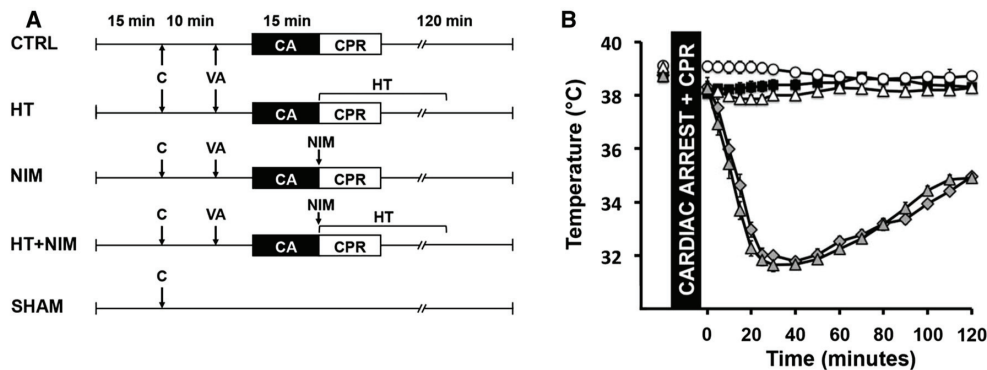 A
15 min 10 min 15 min 120 min
CTRL CA CPR
C VA HT
HT CA CPR
C VA NIM
NIM CA CPR
C VA NIM HT
HT+NIM CA CPR
C
SHAM
B
Temperature (°C)
40
38
36
34
32
CARDIAC ARREST + CPR
0 20 40 60 80 100 120
Time (minutes)